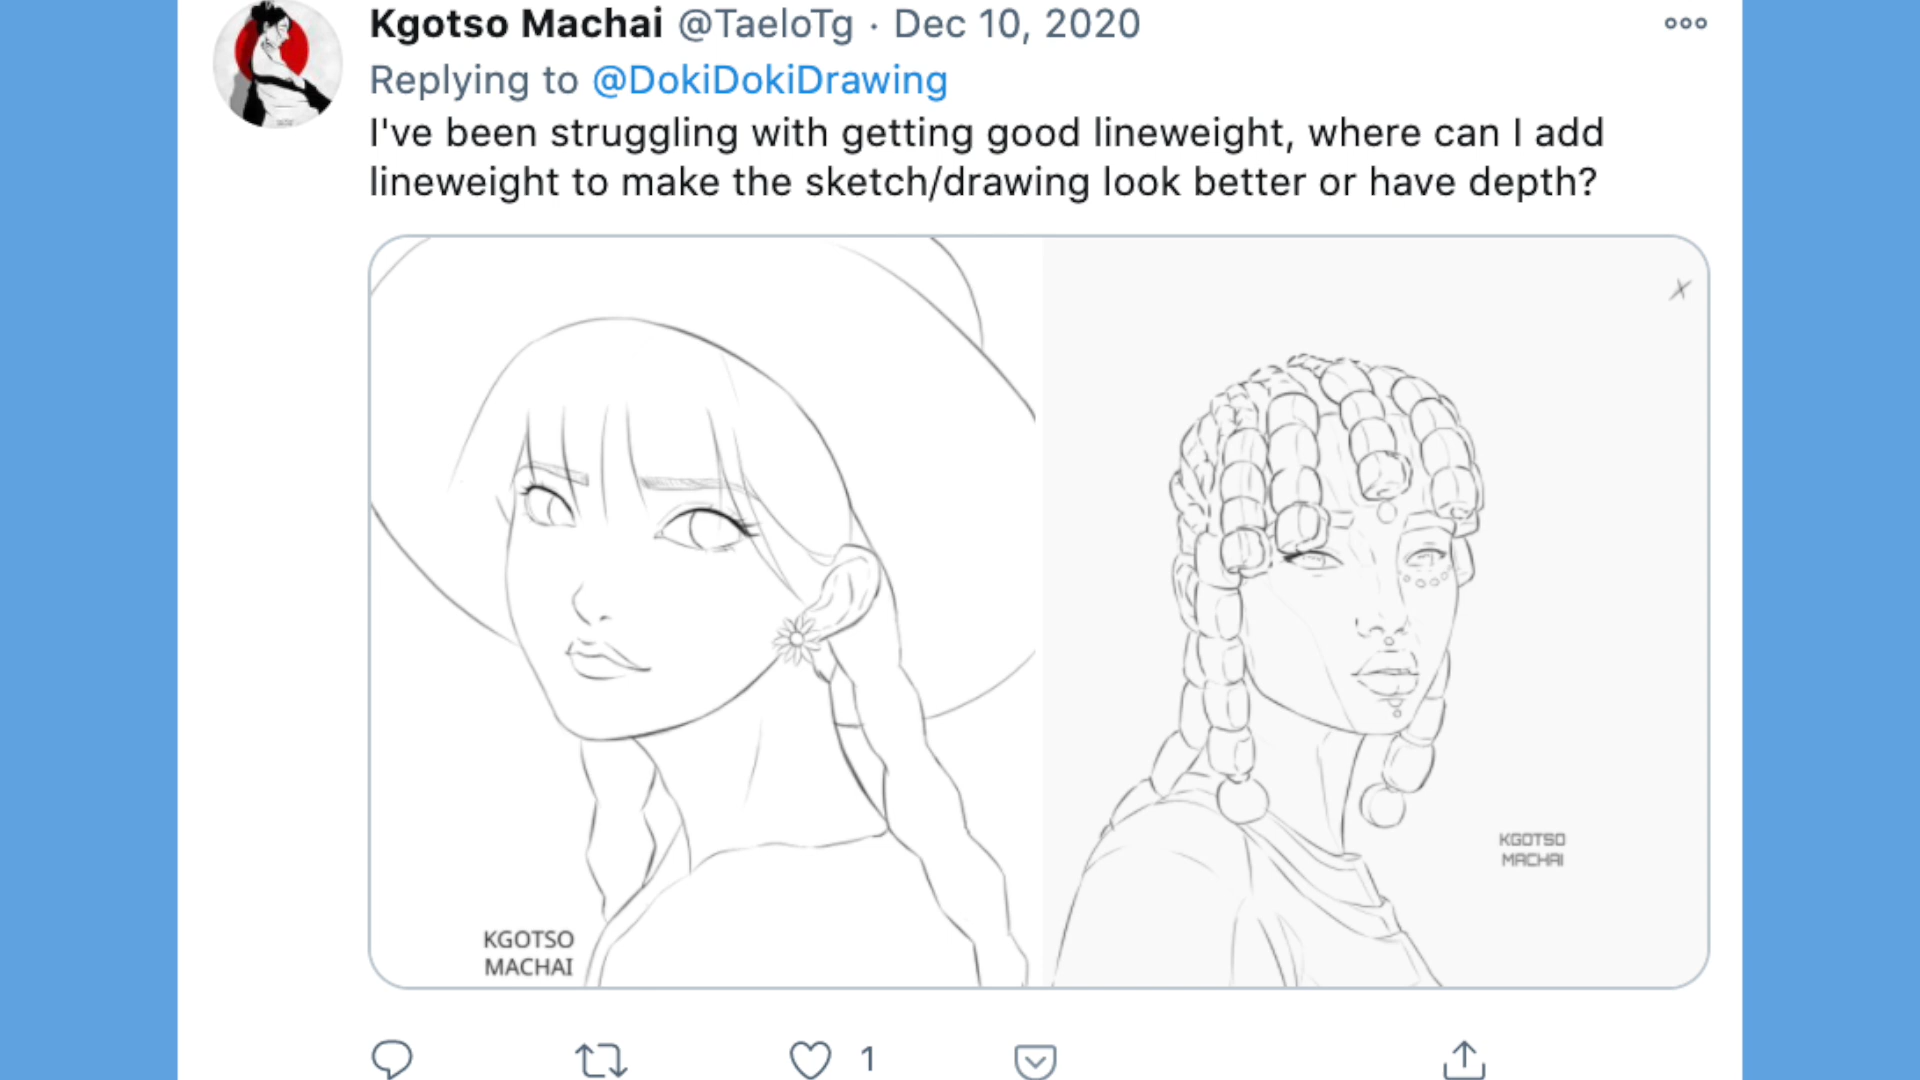 Kgotso Machai @TaeloTg · Dec 10, 2020
Replying to @DokiDokiDrawing
I've been struggling with getting good lineweight, where can I add
lineweight to make the sketch/drawing look better or have depth?
KGOTSO
MACHAI
KGOTSO
MACHAI
1